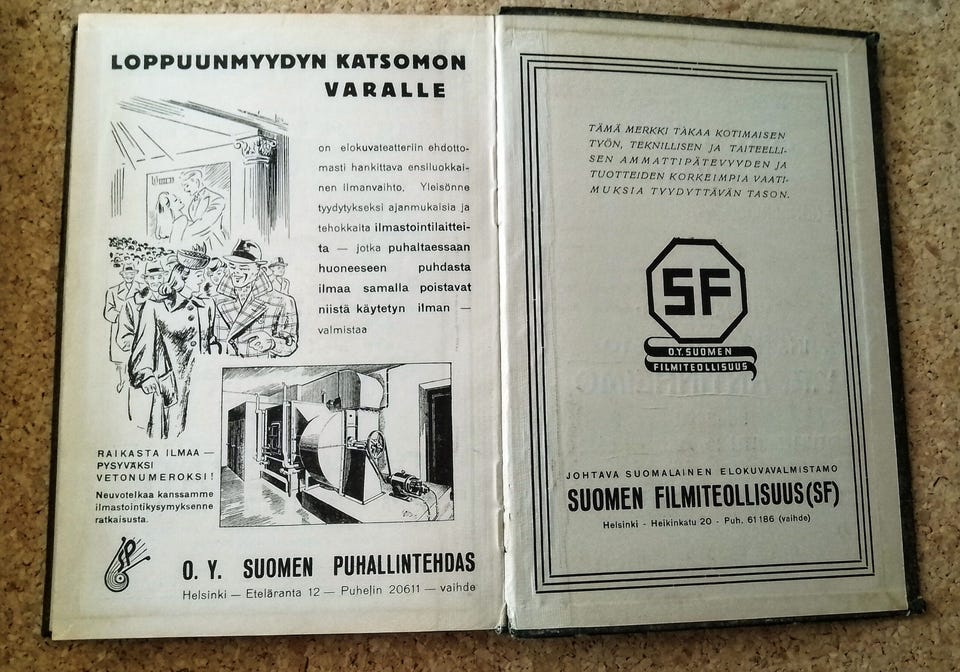 LOPPUUNMYYDYN KATSOMON
VARALLE
on elokuvateatteriin ehdotto-
masti hankittava ensiluokkai-
nen ilmanvaihto. Yleisönne
tyydytykseksi ajanmukaisia ja
tehokkaita ilmastointilaittei-
ta — jotka puhaltaessaan
huoneeseen puhdasta
ilmaa samalla poistavat
niistä käytetyn ilman —
valmistaa
RAIKASTA ILMAA —
PYSYVÄKSI
VETONUMEROKSI!
Neuvotelkaa kanssamme
ilmastointikysymyksenne
ratkaisusta.
SP
O. Y. SUOMEN PUHALLINTEHDAS
Helsinki — Eteläranta 12 — Puhelin 20611 — vaihde
TÄMÄ MERKKI TAKAA KOTIMAISEN
TYÖN, TEKNILLISEN JA TAITEELLI-
SEN AMMATTIPÄTEVYYDEN JA
TUOTTEIDEN KORKEIMPIA VAATI-
MUKSIA TYYDYTTÄVÄN TASON.
SF
O.Y. SUOMEN
FILMITEOLLISUUS
JOHTAVA SUOMALAINEN ELOKUVAVALMISTAMO
SUOMEN FILMITEOLLISUUS (SF)
Helsinki - Heikinkatu 20 - Puh. 61 186 (vaihde)